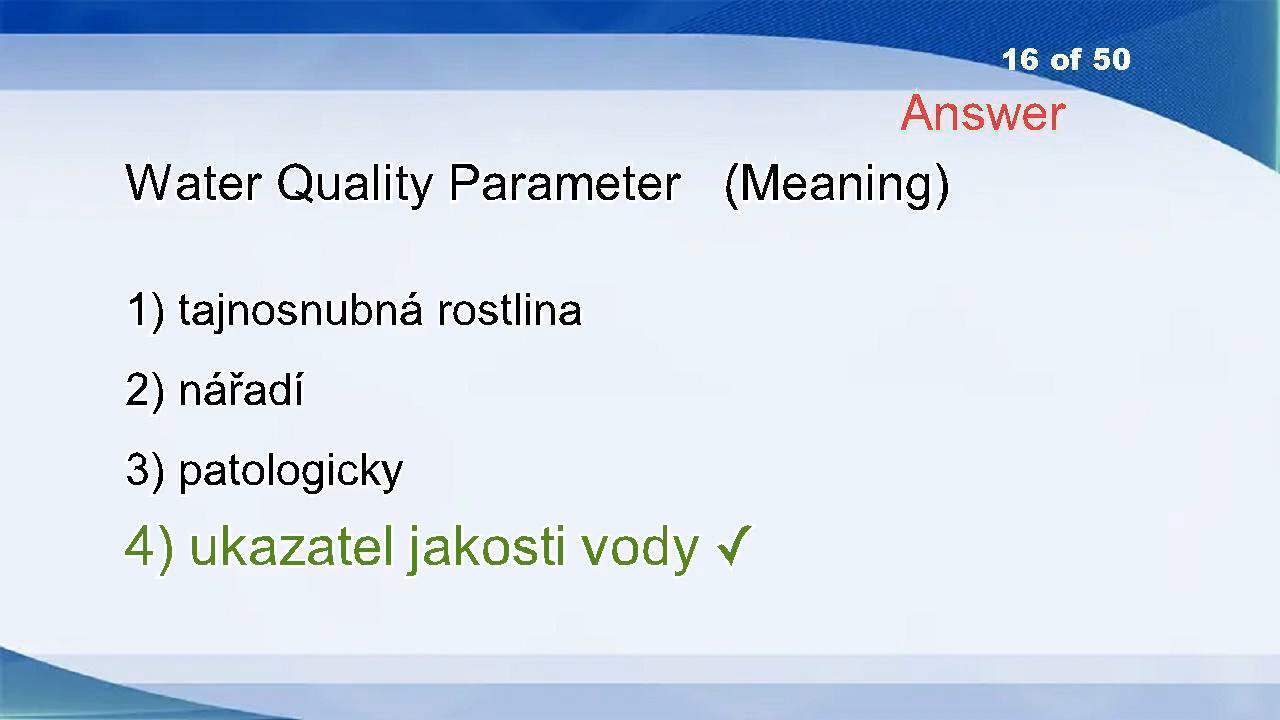 16 of 50
Answer
Water Quality Parameter (Meaning)
1) tajnosnubná rostlina
2) nářadí
3) patologicky
4) ukazatel jakosti vody ✓